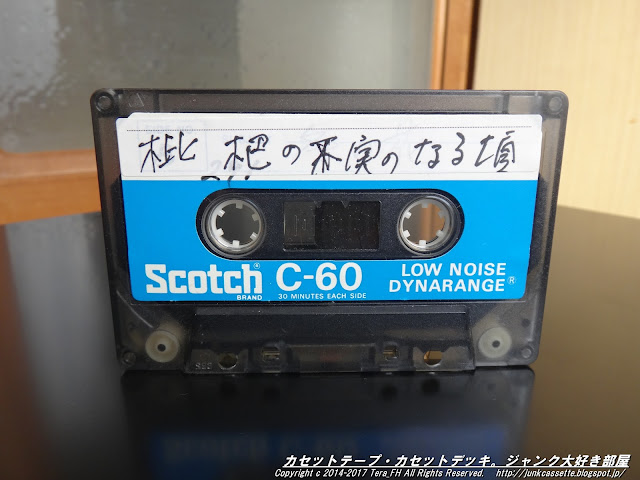 枇杷の不実のなる頃
Scotch® C-60 LOW NOISE
BRAND 30 MINUTES EACH SIDE DYNARANGE®
カセットテープ・カセットデッキ。ジャンク大好き部屋
Copyright c 2014-2017 Tera_FH All Rights Reserved. http://junkcassette.blogspot.jp/